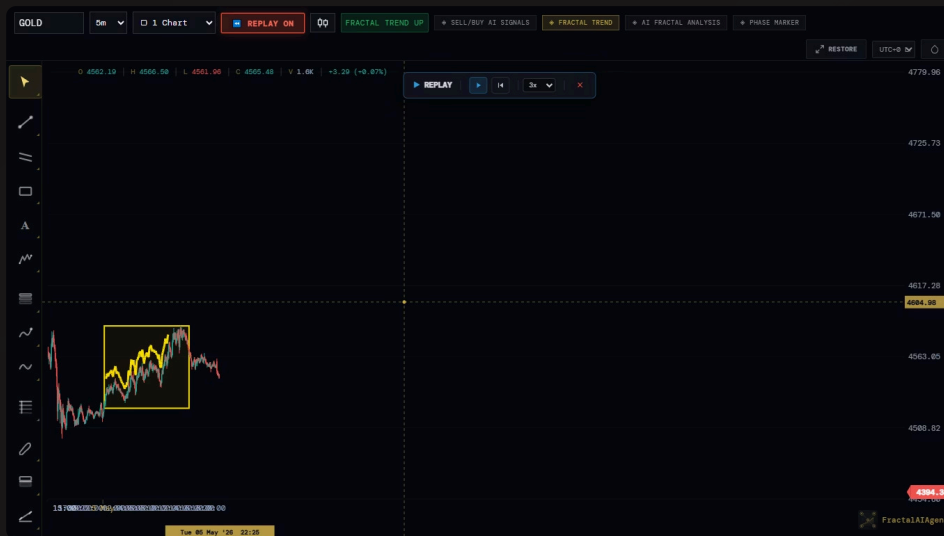 GOLD 5m 1 Chart REPLAY ON FRACTAL TREND UP SELL/BUY AI SIGNALS FRACTAL TREND AI FRACTAL ANALYSIS PHASE MARKER
RESTORE UTC+0
O 4562.19 H 4566.50 L 4561.96 C 4565.48 V 1.6K -3.29 (-0.07%)
REPLAY 3x ×
4779.96
4725.73
A
4671.50
4617.28
4604.98
4563.05
4508.82
4394.3
FractalAIAgen
Tue 05 May '26 22:25